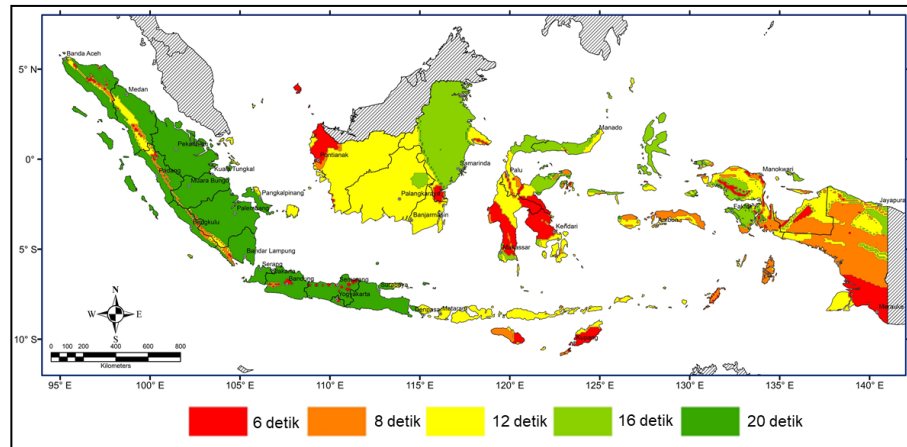 5° N
0°
5° S
10° S
Banda Aceh
Medan
Pekanbaru
Kuala Tungkal
Padang
Muara Bungo
Pangkalpinang
Palembang
Bengkulu
Bandar Lampung
Serang
Jakarta
Bandung
Semarang
Surabaya
Yogyakarta
Denpasar
Mataram
Kupang
Pontianak
Samarinda
Palangkaraya
Banjarmasin
Manado
Palu
Kendari
Makassar
Ambon
Manokwari
Fakfak
Jayapura
Merauke
N
W E
S
0 100 200 400 600 800
Kilometers
95° E 100° E 105° E 110° E 115° E 120° E 125° E 130° E 135° E 140° E
6 detik 8 detik 12 detik 16 detik 20 detik